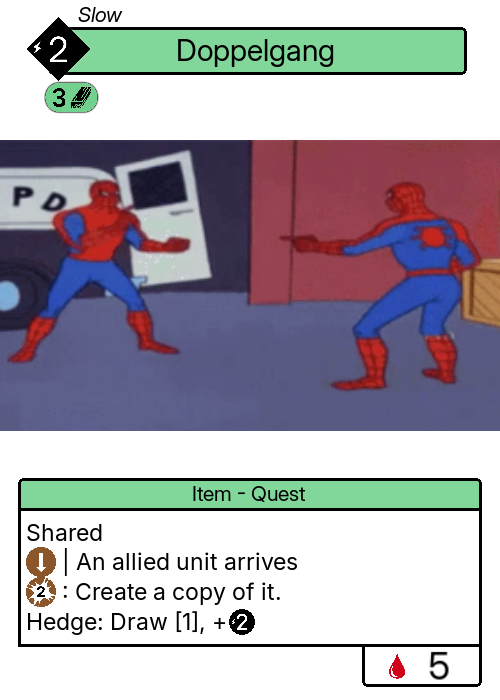 Slow
2
Doppelgang
3
P D
Item - Quest
Shared
| An allied unit arrives
2 : Create a copy of it.
Hedge: Draw [1], +2
5